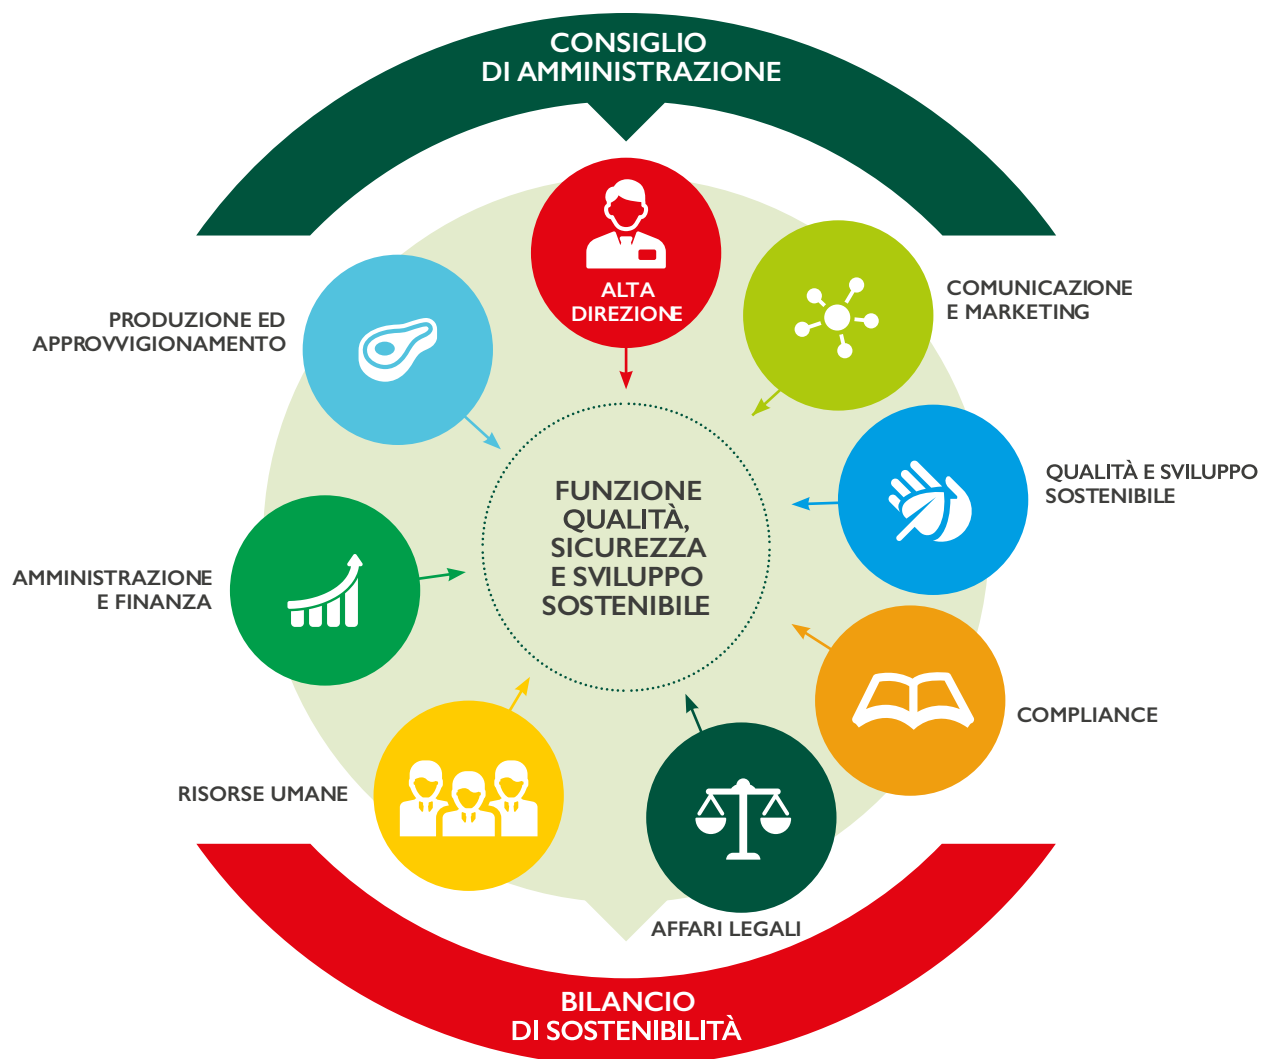 CONSIGLIO
DI AMMINISTRAZIONE
ALTA
DIREZIONE
COMUNICAZIONE
E MARKETING
PRODUZIONE ED
APPROVVIGIONAMENTO
QUALITÀ E SVILUPPO
SOSTENIBILE
FUNZIONE
QUALITÀ,
SICUREZZA
E SVILUPPO
SOSTENIBILE
AMMINISTRAZIONE
E FINANZA
COMPLIANCE
RISORSE UMANE
AFFARI LEGALI
BILANCIO
DI SOSTENIBILITÀ